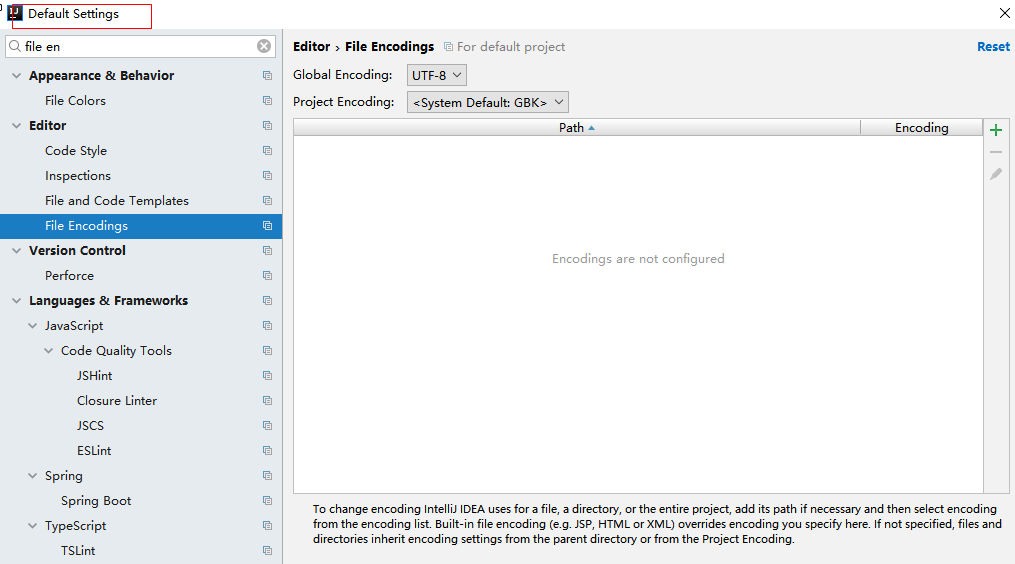 IJ
Default Settings
file en
Appearance & Behavior
File Colors
Editor
Code Style
Inspections
File and Code Templates
File Encodings
Version Control
Perforce
Languages & Frameworks
JavaScript
Code Quality Tools
JSHint
Closure Linter
JSCS
ESLint
Spring
Spring Boot
TypeScript
TSLint
Editor › File Encodings For default project
Reset
Global Encoding: UTF-8
Project Encoding: <System Default: GBK>
Path Encoding
Encodings are not configured
To change encoding IntelliJ IDEA uses for a file, a directory, or the entire project, add its path if necessary and then select encoding
from the encoding list. Built-in file encoding (e.g. JSP, HTML or XML) overrides encoding you specify here. If not specified, files and
directories inherit encoding settings from the parent directory or from the Project Encoding.